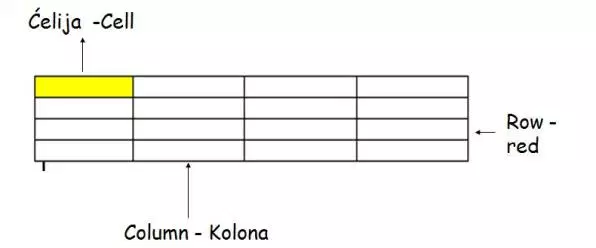 Ćelija -Cell
Row -
red
Column - Kolona